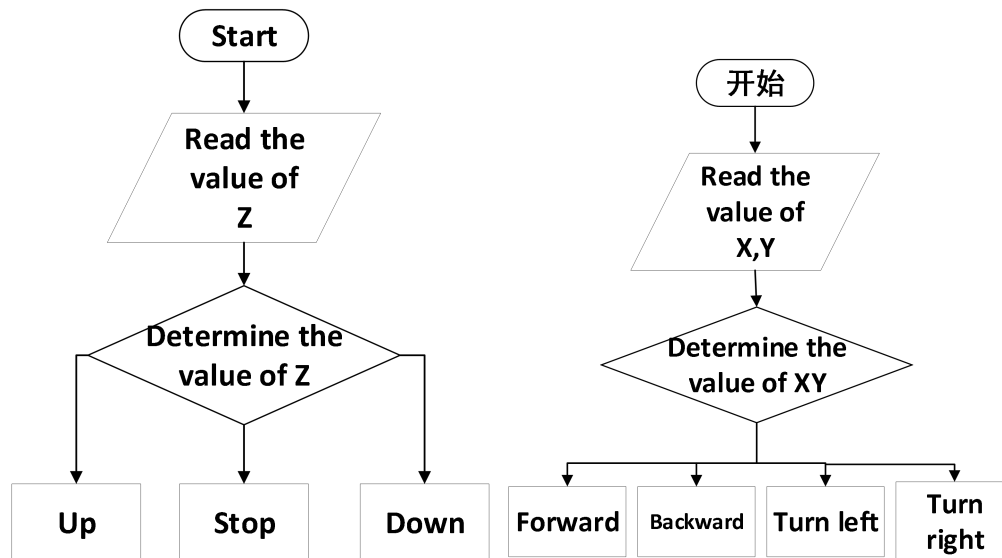 Start
Read the
value of
Z
Determine the
value of Z
Up
Stop
Down
开始
Read the
value of
X,Y
Determine the
value of XY
Forward
Backward
Turn left
Turn
right